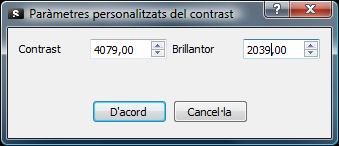 S Paràmetres personalitzats del contrast ?
Contrast 4079,00 Brillantor 2039,00
D'acord Cancel·la